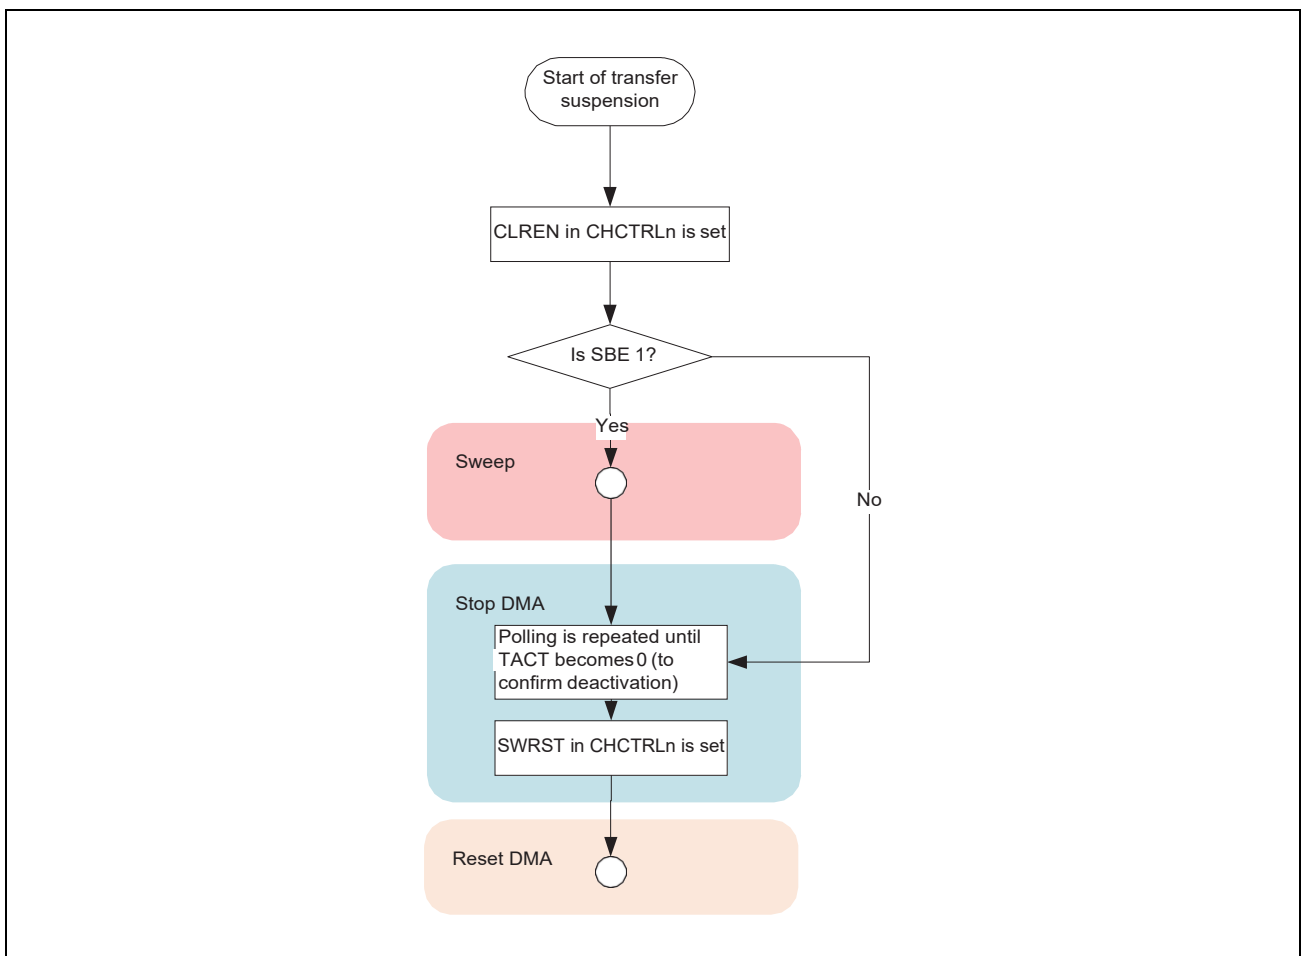 Start of transfer
suspension
CLREN in CHCTRLn is set
Is SBE 1?
Yes
Sweep
No
Stop DMA
Polling is repeated until
TACT becomes 0 (to
confirm deactivation)
SWRST in CHCTRLn is set
Reset DMA